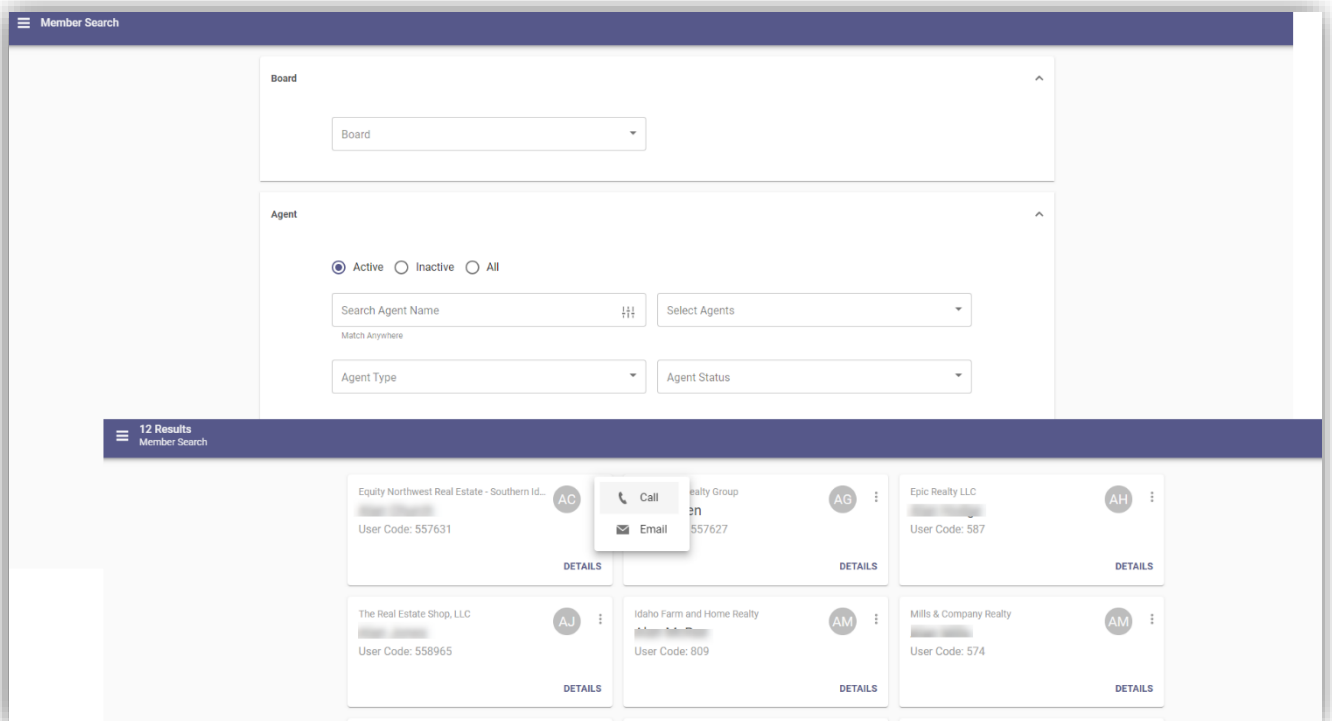 Member Search
Board
Board
Agent
Active Inactive All
Search Agent Name
Select Agents
Match Anywhere
Agent Type
Agent Status
12 Results
Member Search
Equity Northwest Real Estate - Southern Id...
AC
User Code: 557631
DETAILS
Call
Email
ealty Group
en
557627
AG
DETAILS
Epic Realty LLC
AH
User Code: 587
DETAILS
The Real Estate Shop, LLC
AJ
User Code: 558965
DETAILS
Idaho Farm and Home Realty
AM
User Code: 809
DETAILS
Mills & Company Realty
AM
User Code: 574
DETAILS